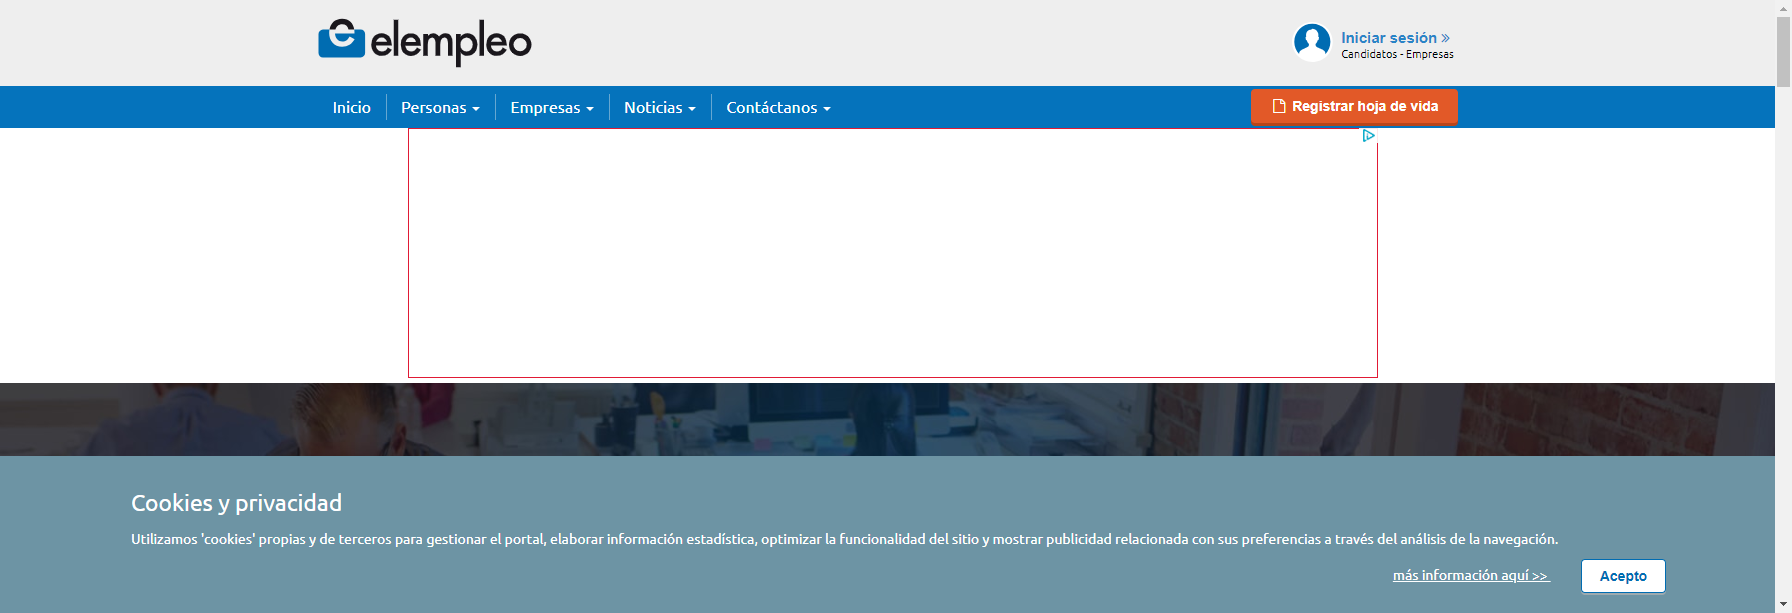 elempleo
Iniciar sesión »
Candidatos - Empresas
Inicio
Personas
Empresas
Noticias
Contáctanos
Registrar hoja de vida
Cookies y privacidad
Utilizamos 'cookies' propias y de terceros para gestionar el portal, elaborar información estadística, optimizar la funcionalidad del sitio y mostrar publicidad relacionada con sus preferencias a través del análisis de la navegación.
más información aquí >>
Acepto